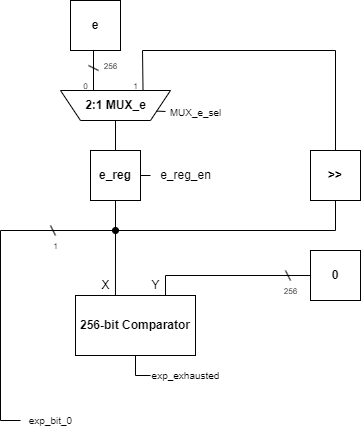 e
256
0
1
2:1 MUX_e
MUX_e_sel
e_reg
e_reg_en
>>
1
X
Y
256
0
256-bit Comparator
exp_exhausted
exp_bit_0